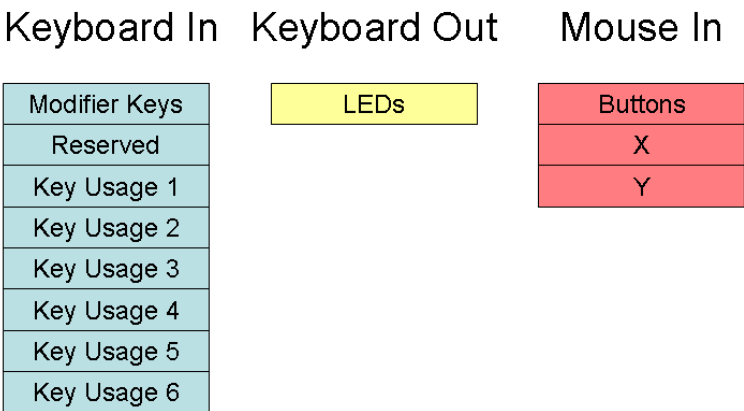 Keyboard In
Keyboard Out
Mouse In
Modifier Keys
Reserved
Key Usage 1
Key Usage 2
Key Usage 3
Key Usage 4
Key Usage 5
Key Usage 6
LEDs
Buttons
X
Y